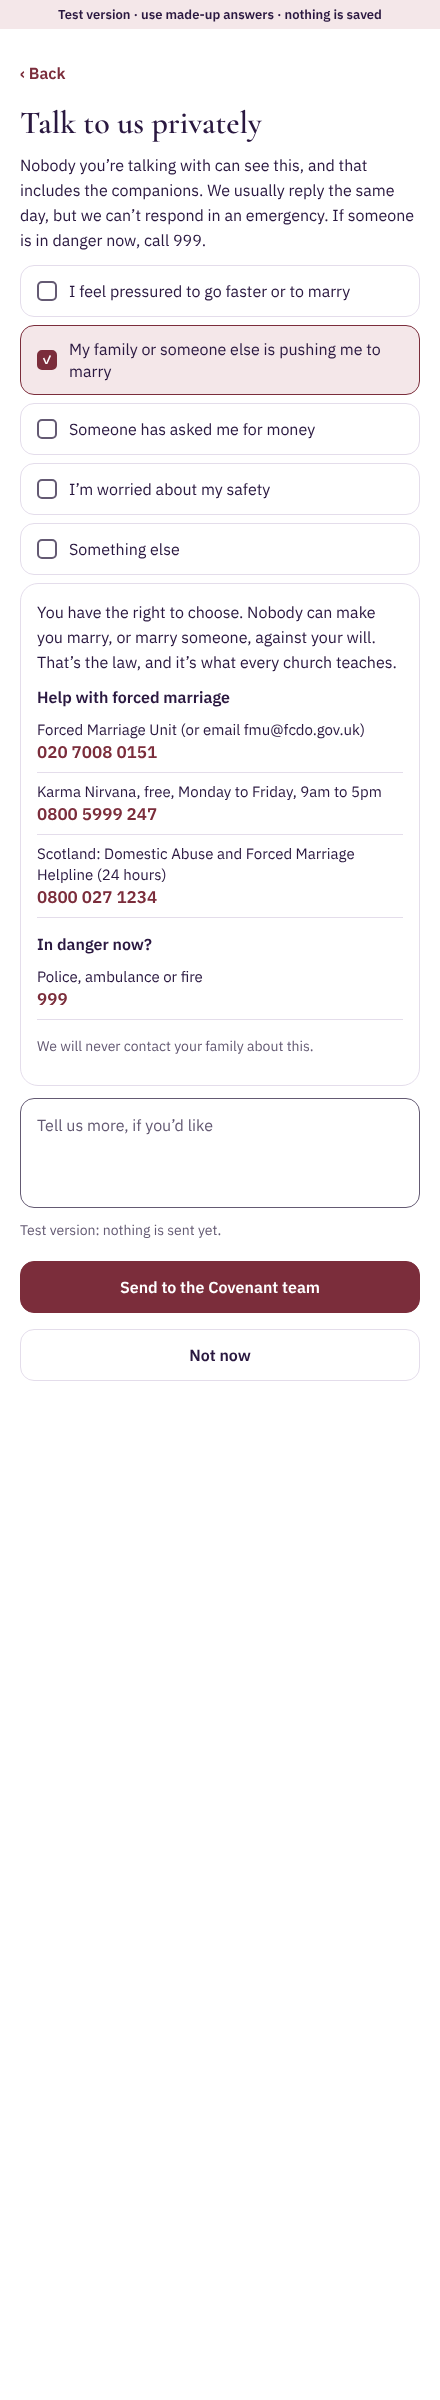 Test version · use made-up answers · nothing is saved
‹ Back
Talk to us privately
Nobody you’re talking with can see this, and that
includes the companions. We usually reply the same
day, but we can’t respond in an emergency. If someone
is in danger now, call 999.
I feel pressured to go faster or to marry
My family or someone else is pushing me to
marry
Someone has asked me for money
I’m worried about my safety
Something else
You have the right to choose. Nobody can make
you marry, or marry someone, against your will.
That’s the law, and it’s what every church teaches.
Help with forced marriage
Forced Marriage Unit (or email fmu@fcdo.gov.uk)
020 7008 0151
Karma Nirvana, free, Monday to Friday, 9am to 5pm
0800 5999 247
Scotland: Domestic Abuse and Forced Marriage
Helpline (24 hours)
0800 027 1234
In danger now?
Police, ambulance or fire
999
We will never contact your family about this.
Tell us more, if you’d like
Test version: nothing is sent yet.
Send to the Covenant team
Not now